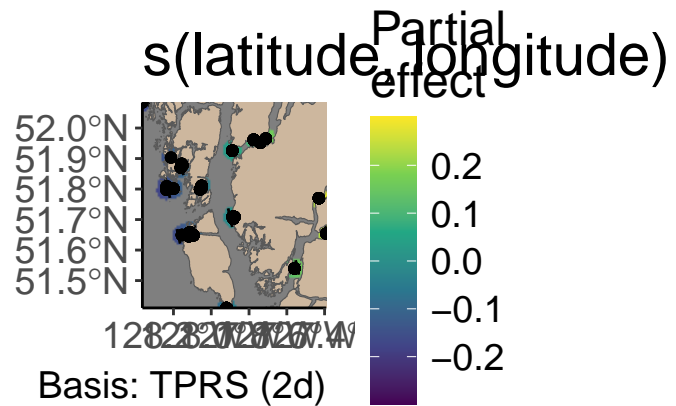 s(latitude, longitude)
Partial
effect
52.0°N
51.9°N
51.8°N
51.7°N
51.6°N
51.5°N
0.2
0.1
0.0
−0.1
−0.2
Basis: TPRS (2d)